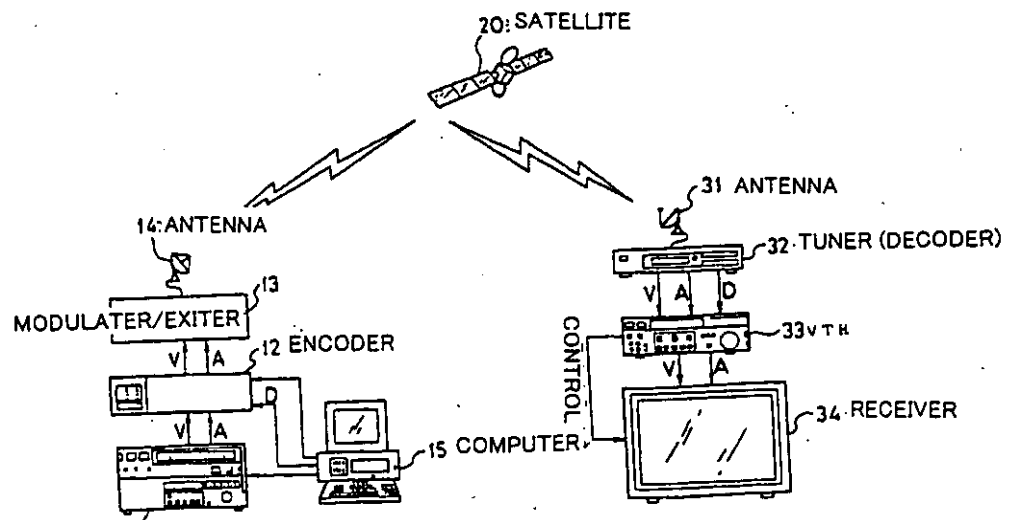 20: SATELLITE
31 ANTENNA
14: ANTENNA
32 TUNER (DECODER)
13
V A D
MODULATER/EXITER
33 VTH
V A
12 ENCODER
CONTROL
V A
D
34 RECEIVER
V A
15 COMPUTER